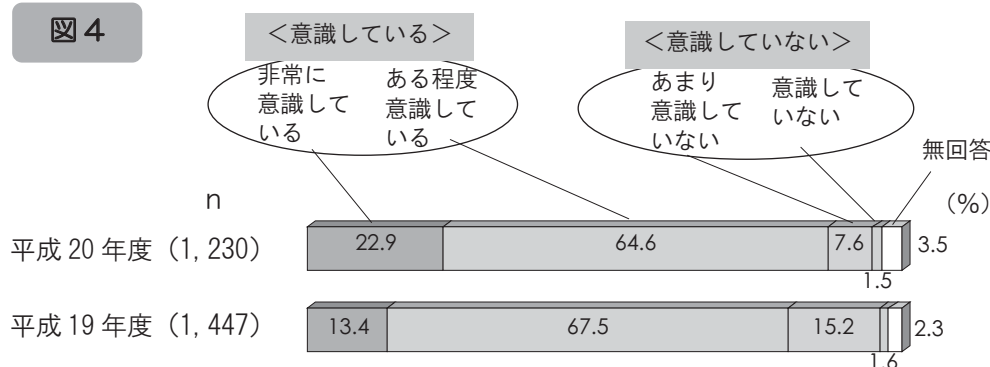 図4
＜意識している＞
＜意識していない＞
非常に
意識して
いる
ある程度
意識して
いる
あまり
意識して
いない
意識して
いない
無回答
n
(%)
平成 20 年度（1, 230）
22.9
64.6
7.6
1.5
3.5
平成 19 年度（1, 447）
13.4
67.5
15.2
1.6
2.3